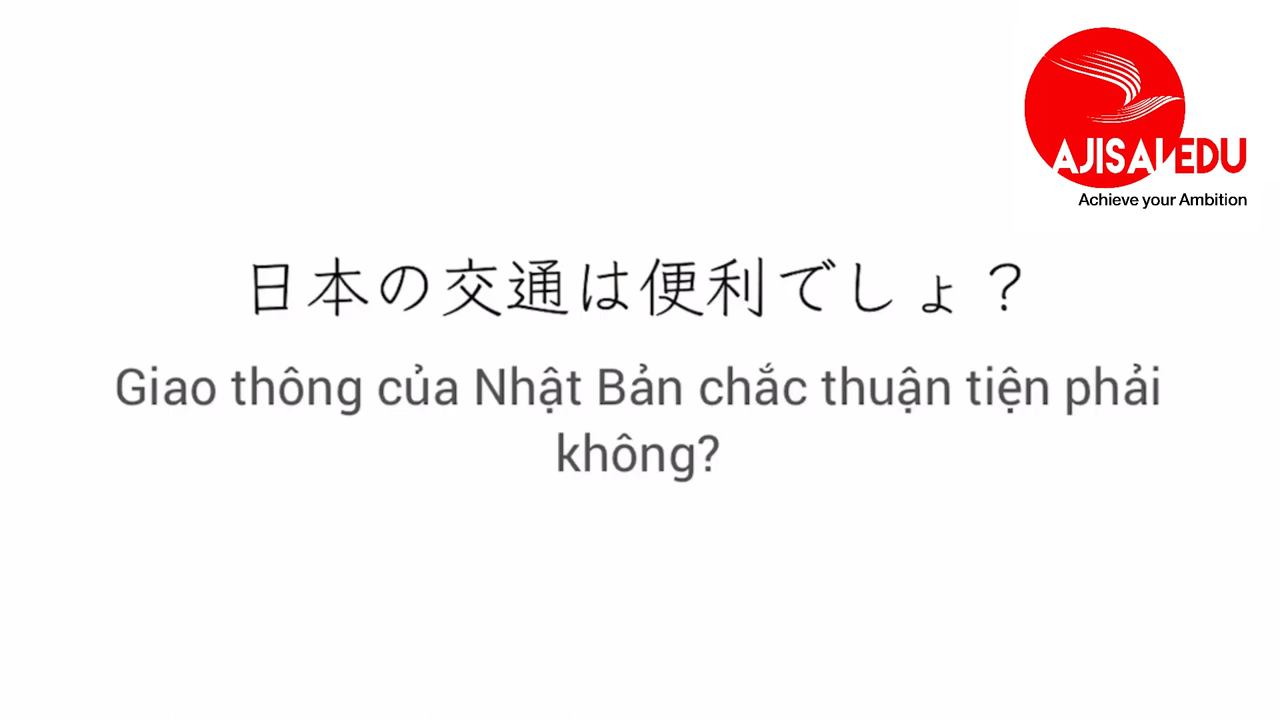 AJISAI EDU
Achieve your Ambition
日本の交通は便利でしょ？
Giao thông của Nhật Bản chắc thuận tiện phải
không?